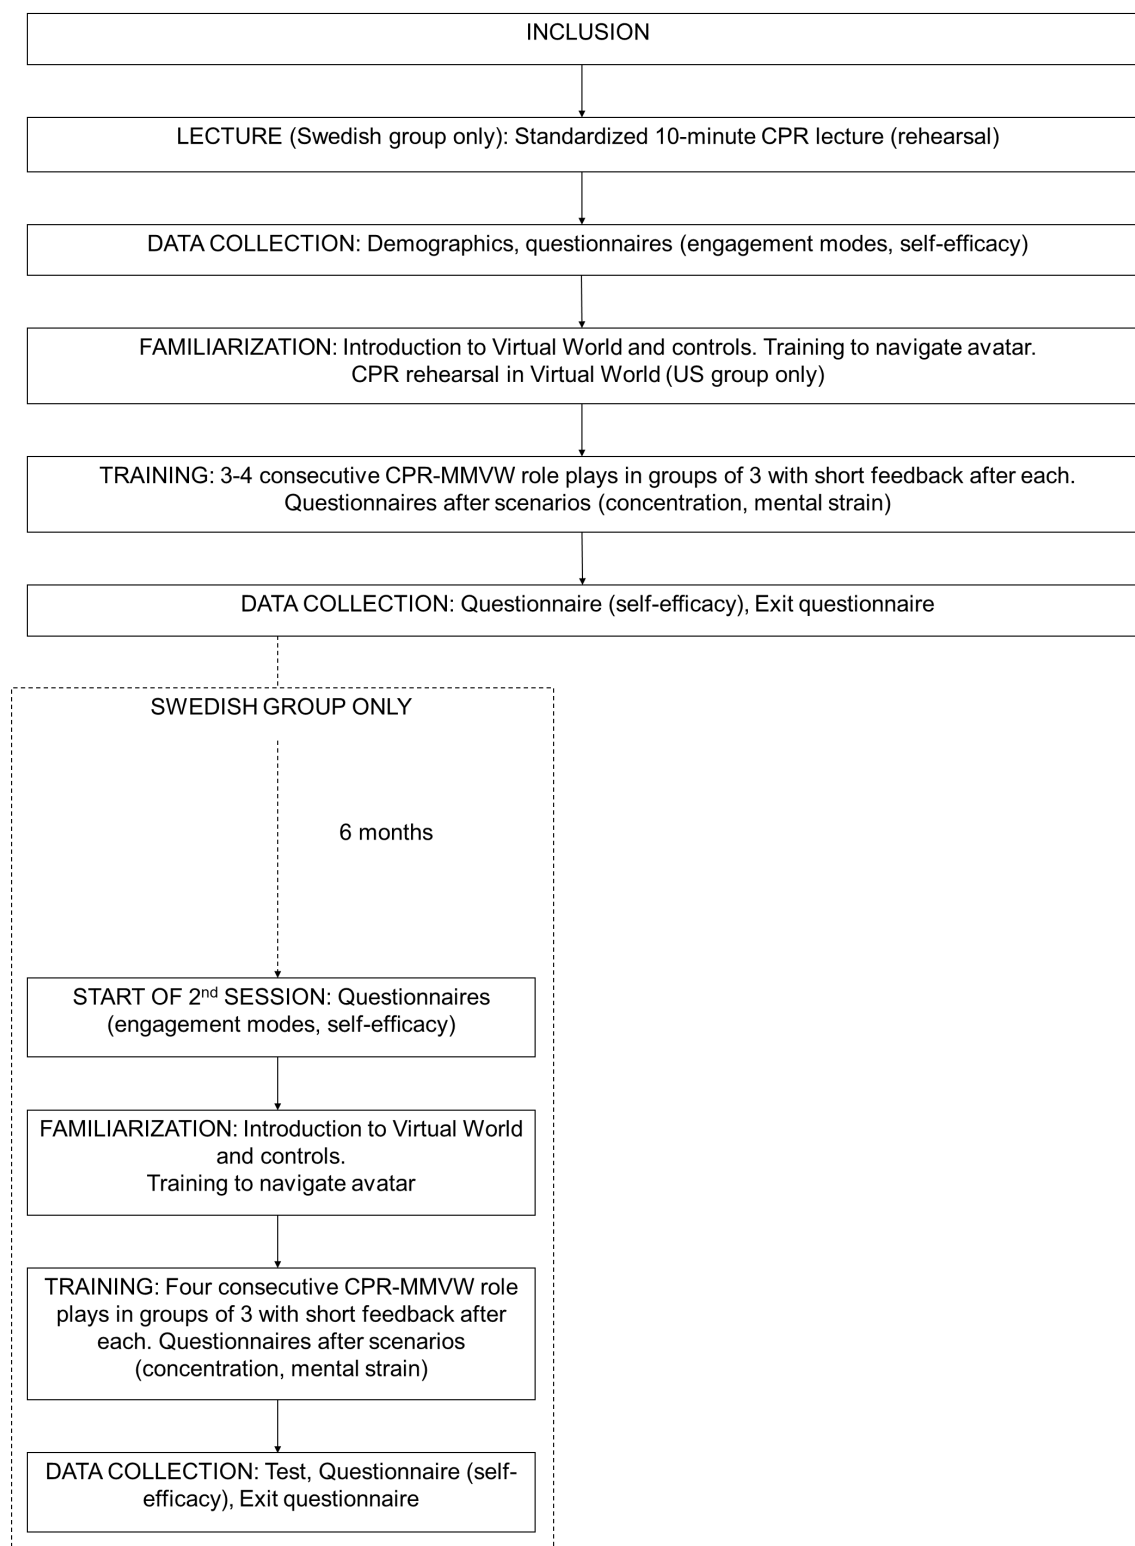 INCLUSION
LECTURE (Swedish group only): Standardized 10-minute CPR lecture (rehearsal)
DATA COLLECTION: Demographics, questionnaires (engagement modes, self-efficacy)
FAMILIARIZATION: Introduction to Virtual World and controls. Training to navigate avatar.
CPR rehearsal in Virtual World (US group only)
TRAINING: 3-4 consecutive CPR-MMVW role plays in groups of 3 with short feedback after each.
Questionnaires after scenarios (concentration, mental strain)
DATA COLLECTION: Questionnaire (self-efficacy), Exit questionnaire
SWEDISH GROUP ONLY
6 months
START OF 2nd SESSION: Questionnaires
(engagement modes, self-efficacy)
FAMILIARIZATION: Introduction to Virtual World
and controls.
Training to navigate avatar
TRAINING: Four consecutive CPR-MMVW role
plays in groups of 3 with short feedback after
each. Questionnaires after scenarios
(concentration, mental strain)
DATA COLLECTION: Test, Questionnaire (self-
efficacy), Exit questionnaire